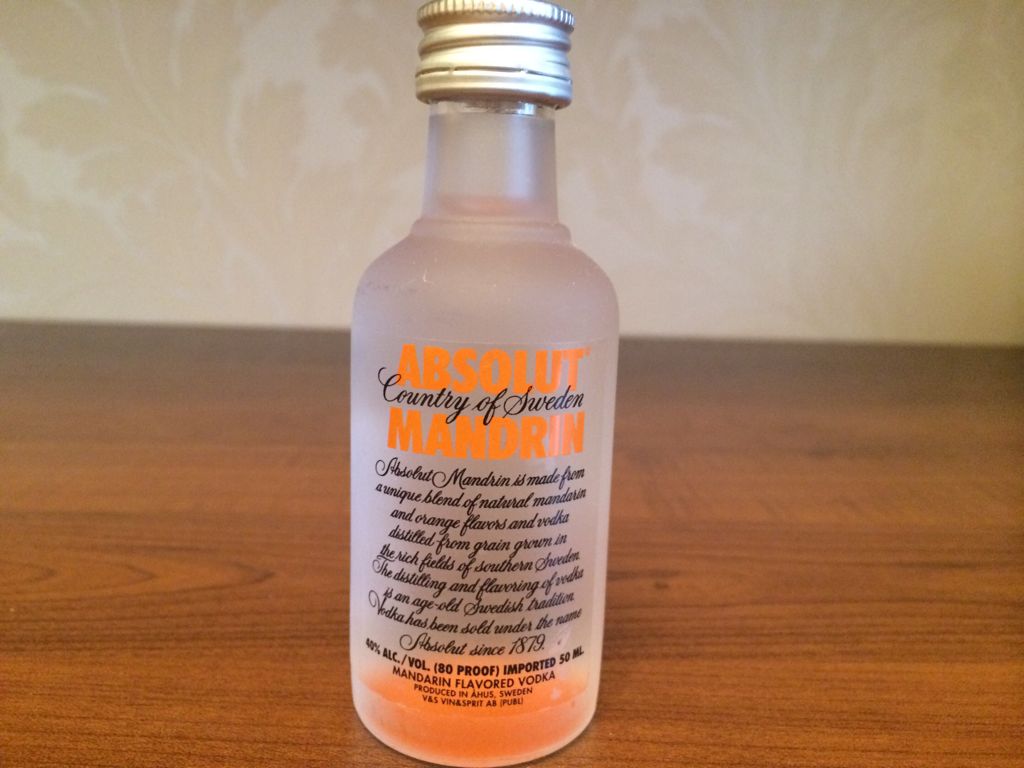 ABSOLUT
Country of Sweden
MANDRIN
Absolut Mandrin is made from
a unique blend of natural mandarin
and orange flavors and vodka
distilled from grain grown in
the rich fields of southern Sweden.
The distilling and flavoring of vodka
is an age-old Swedish tradition.
Vodka has been sold under the name
Absolut since 1879.
40% ALC./VOL. (80 PROOF) IMPORTED 50 ML.
MANDARIN FLAVORED VODKA
PRODUCED IN ÅHUS, SWEDEN
V&S VIN&SPRIT AB (PUBL)